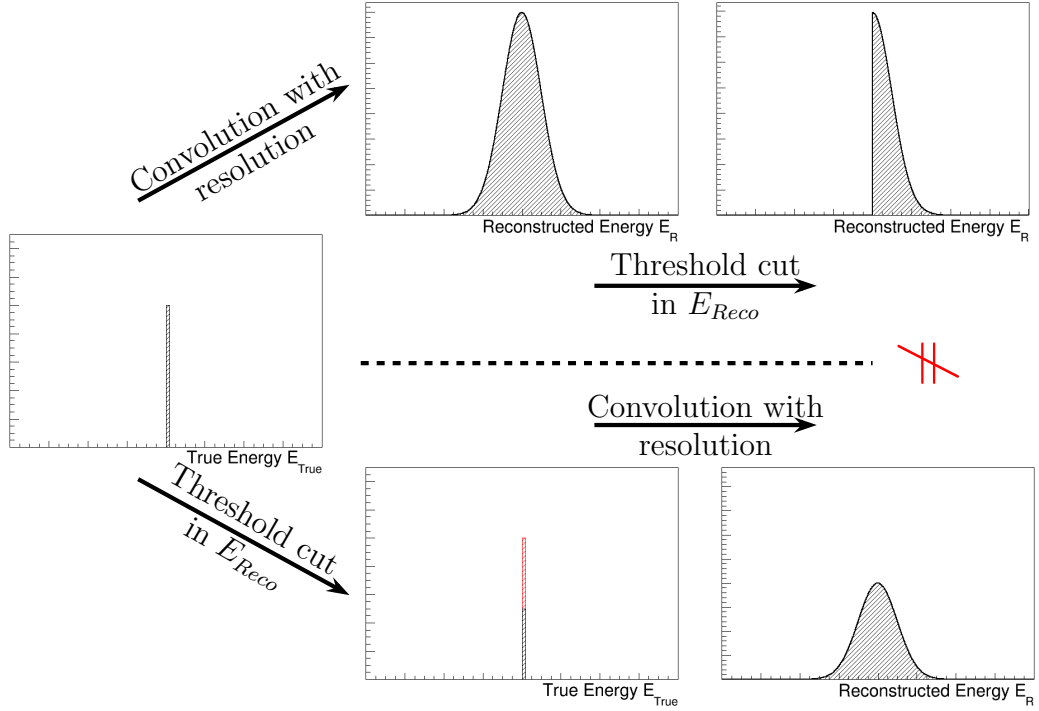 Convolution with
resolution
Reconstructed Energy E_R
Reconstructed Energy E_R
Threshold cut
in E_Reco
True Energy E_True
Convolution with
resolution
Threshold cut
in E_Reco
True Energy E_True
Reconstructed Energy E_R